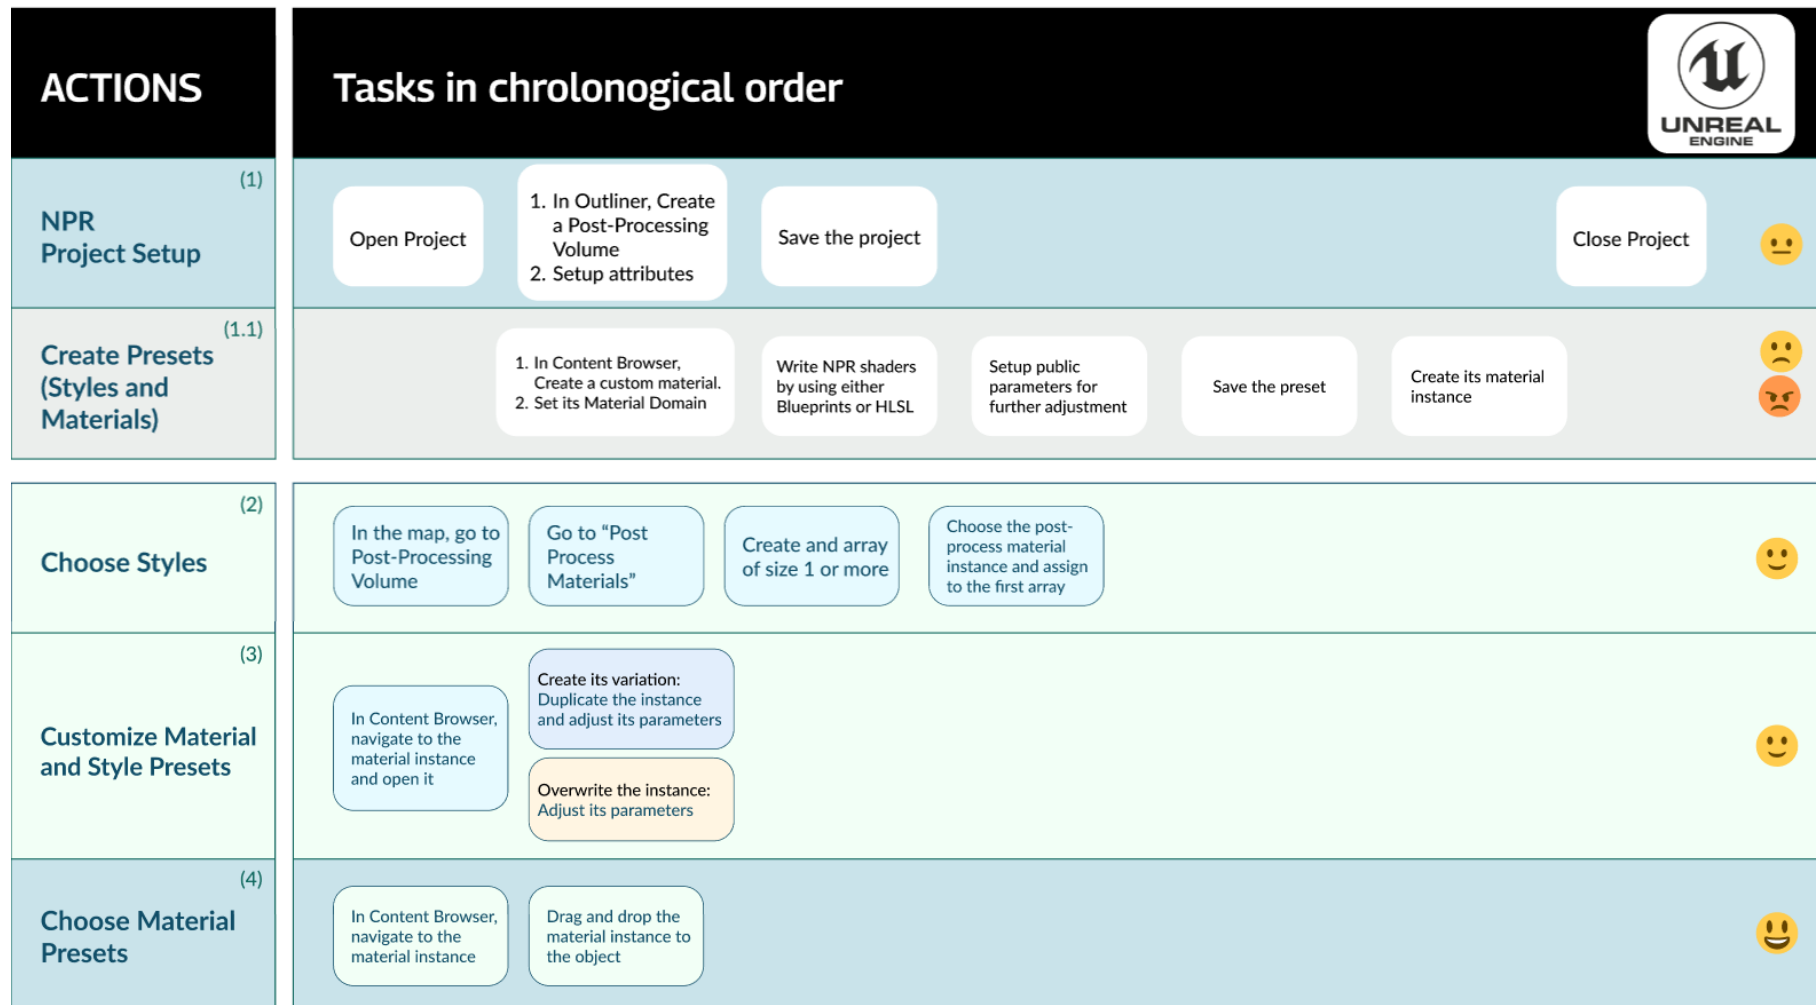 ACTIONS
Tasks in chrolonogical order
UNREAL
ENGINE
(1)
NPR
Project Setup
Open Project
1. In Outliner, Create
a Post-Processing
Volume
2. Setup attributes
Save the project
Close Project
(1.1)
Create Presets
(Styles and
Materials)
1. In Content Browser,
Create a custom material.
2. Set its Material Domain
Write NPR shaders
by using either
Blueprints or HLSL
Setup public
parameters for
further adjustment
Save the preset
Create its material
instance
(2)
Choose Styles
In the map, go to
Post-Processing
Volume
Go to “Post
Process
Materials”
Create and array
of size 1 or more
Choose the post-
process material
instance and assign
to the first array
(3)
Customize Material
and Style Presets
In Content Browser,
navigate to the
material instance
and open it
Create its variation:
Duplicate the instance
and adjust its parameters
Overwrite the instance:
Adjust its parameters
(4)
Choose Material
Presets
In Content Browser,
navigate to the
material instance
Drag and drop the
material instance to
the object